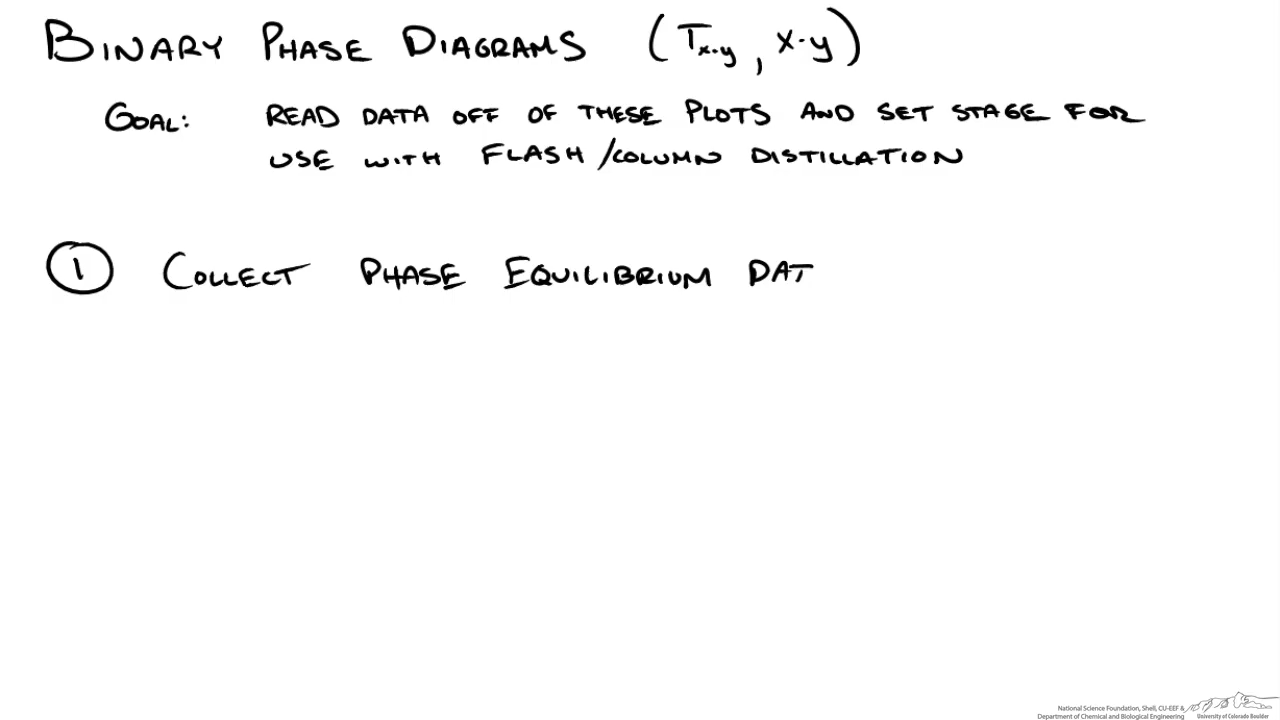 BINARY PHASE DIAGRAMS (Tx-y, x-y)
GOAL: READ DATA OFF OF THESE PLOTS AND SET STAGE FOR
USE WITH FLASH/COLUMN DISTILLATION
1 COLLECT PHASE EQUILIBRIUM DAT
National Science Foundation, Shell, CU-EEF &
Department of Chemical and Biological Engineering
University of Colorado Boulder